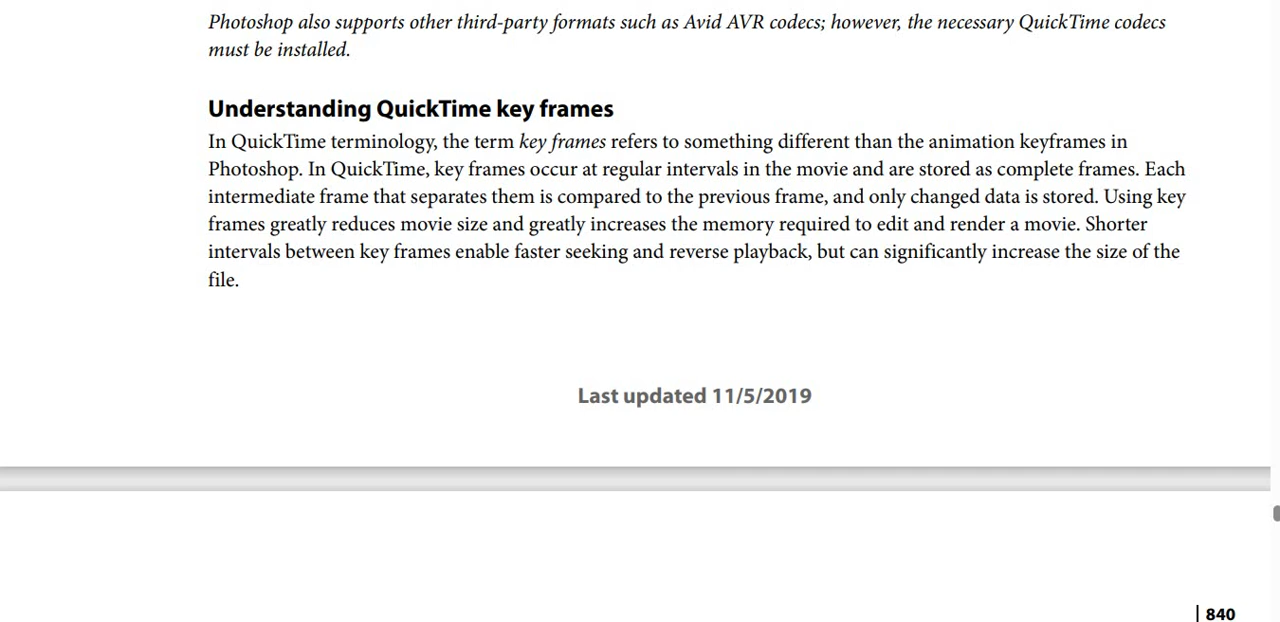 Photoshop also supports other third-party formats such as Avid AVR codecs; however, the necessary QuickTime codecs
must be installed.
Understanding QuickTime key frames
In QuickTime terminology, the term key frames refers to something different than the animation keyframes in
Photoshop. In QuickTime, key frames occur at regular intervals in the movie and are stored as complete frames. Each
intermediate frame that separates them is compared to the previous frame, and only changed data is stored. Using key
frames greatly reduces movie size and greatly increases the memory required to edit and render a movie. Shorter
intervals between key frames enable faster seeking and reverse playback, but can significantly increase the size of the
file.
Last updated 11/5/2019
840